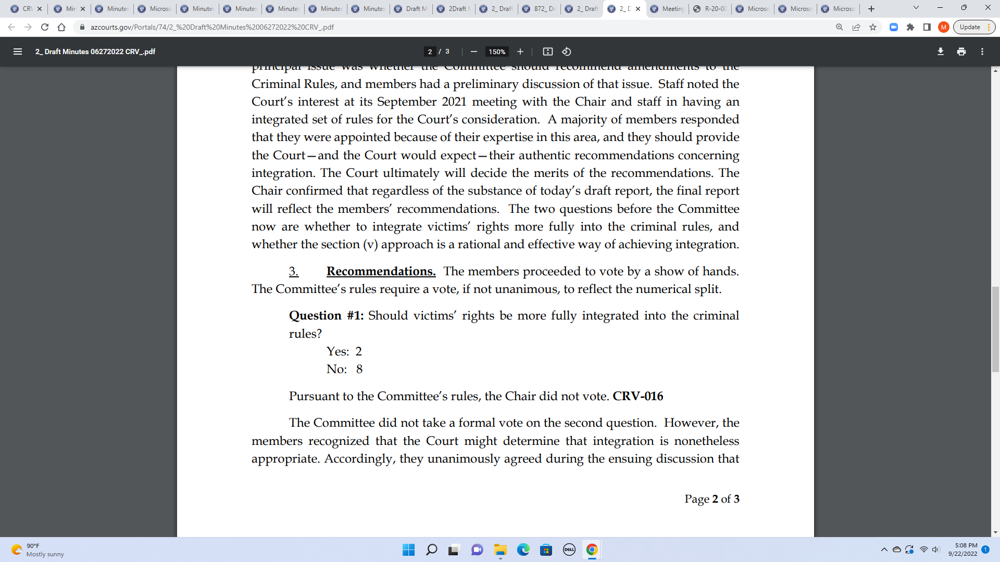 CRV Min Minutes Microso Minutes Minutes Minutes Minutes Minutes Draft M 2Draft 2_ Draft 872_ Dr 2_ Draft 2_ D Meeting R-20-00 Microso Microso Microso
azcourts.gov/Portals/74/2_%20Draft%20Minutes%2006272022%20CRV_.pdf M Update
2_ Draft Minutes 06272022 CRV_.pdf 2 / 3 150%
principal issue was whether the Committee should recommend amendments to the
Criminal Rules, and members had a preliminary discussion of that issue. Staff noted the
Court's interest at its September 2021 meeting with the Chair and staff in having an
integrated set of rules for the Court's consideration. A majority of members responded
that they were appointed because of their expertise in this area, and they should provide
the Court—and the Court would expect—their authentic recommendations concerning
integration. The Court ultimately will decide the merits of the recommendations. The
Chair confirmed that regardless of the substance of today's draft report, the final report
will reflect the members' recommendations. The two questions before the Committee
now are whether to integrate victims' rights more fully into the criminal rules, and
whether the section (v) approach is a rational and effective way of achieving integration.
3. Recommendations. The members proceeded to vote by a show of hands.
The Committee's rules require a vote, if not unanimous, to reflect the numerical split.
Question #1: Should victims' rights be more fully integrated into the criminal
rules?
Yes: 2
No: 8
Pursuant to the Committee's rules, the Chair did not vote. CRV-016
The Committee did not take a formal vote on the second question. However, the
members recognized that the Court might determine that integration is nonetheless
appropriate. Accordingly, they unanimously agreed during the ensuing discussion that
Page 2 of 3
90°F
Mostly sunny
DELL
5:08 PM
9/22/2022
1